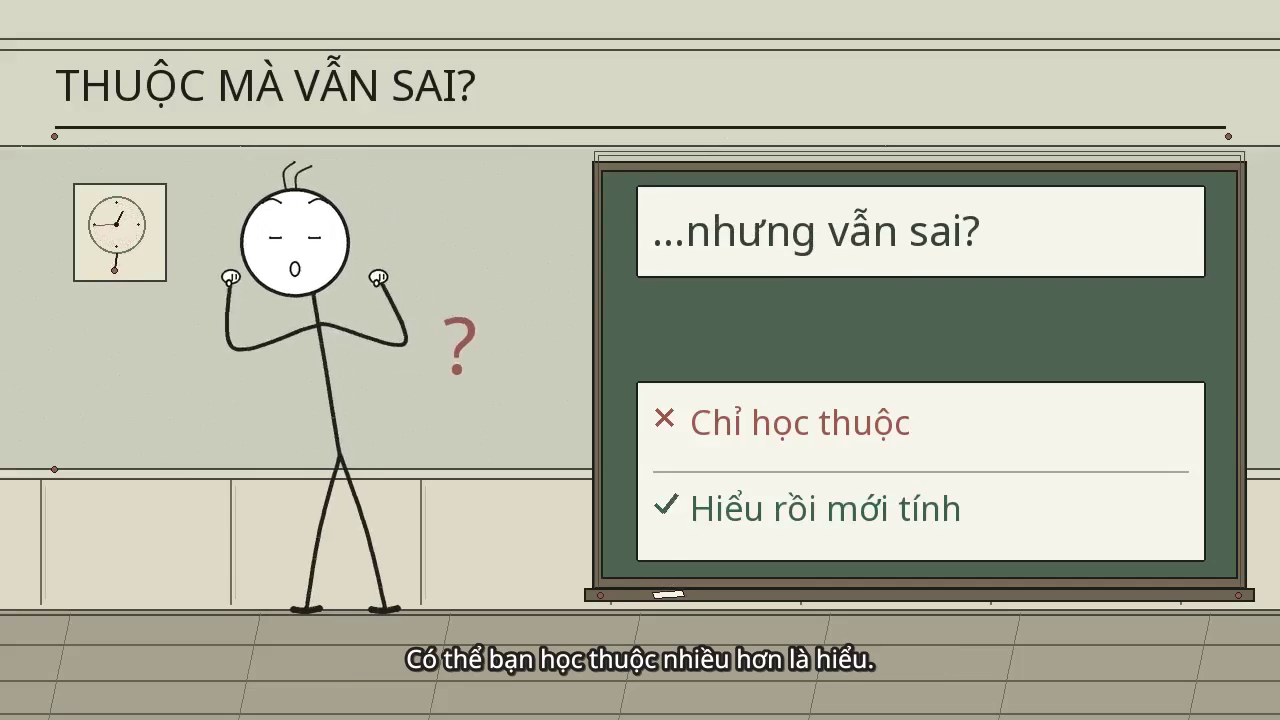 THUỘC MÀ VẪN SAI?
...nhưng vẫn sai?
?
✕ Chỉ học thuộc
✓ Hiểu rồi mới tính
Có thể bạn học thuộc nhiều hơn là hiểu.